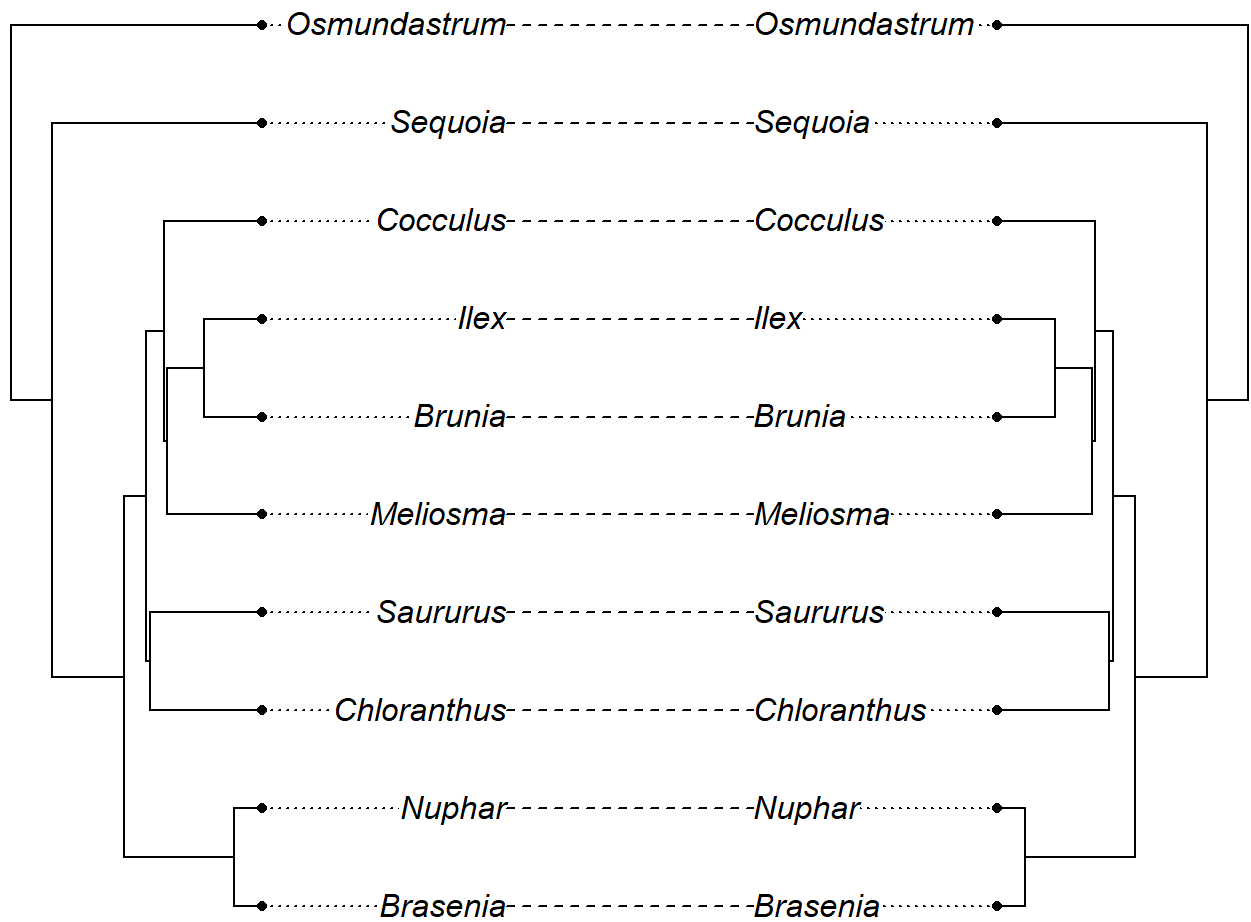 Osmundastrum Osmundastrum
Sequoia Sequoia
Cocculus Cocculus
Ilex Ilex
Brunia Brunia
Meliosma Meliosma
Saururus Saururus
Chloranthus Chloranthus
Nuphar Nuphar
Brasenia Brasenia